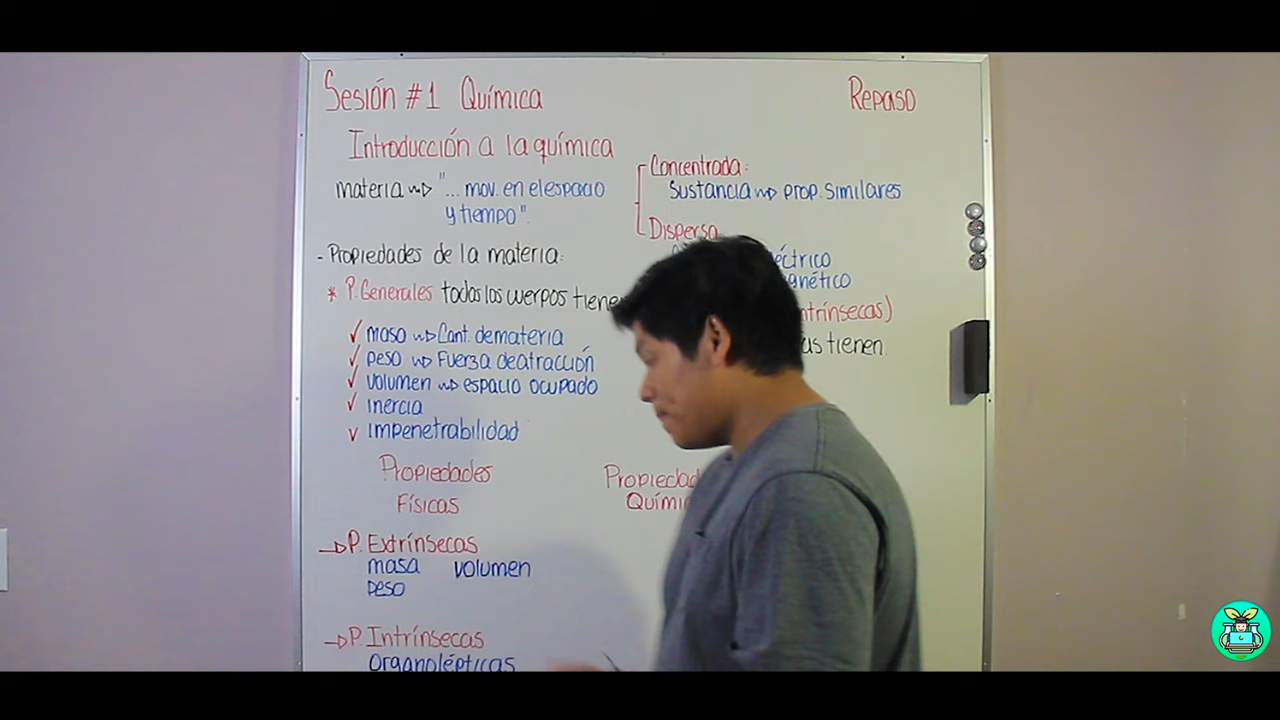 Sesión #1 Química
Repaso
Introducción a la química
materia ⇝ "... mov. en el espacio
y tiempo".
- Propiedades de la materia:
* P. Generales todos los cuerpos tienen
✓ masa ⇝ Cant. de materia
✓ peso ⇝ Fuerza de atracción
✓ volumen ⇝ espacio ocupado
✓ inercia
✓ impenetrabilidad
Concentrada:
Sustancia ⇝ prop. similares
Dispersa
éctrico
gnético
ntrínsecas)
as tienen.
Propiedades
Físicas
Propiedad
Químic
→ P. Extrínsecas
masa volumen
peso
→ P. Intrínsecas
Organolépticas